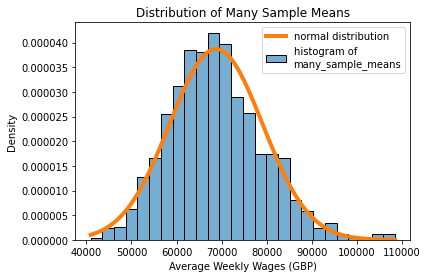 Distribution of Many Sample Means
normal distribution
histogram of
many_sample_means
Density
0.000040
0.000035
0.000030
0.000025
0.000020
0.000015
0.000010
0.000005
0.000000
40000 50000 60000 70000 80000 90000 100000 110000
Average Weekly Wages (GBP)